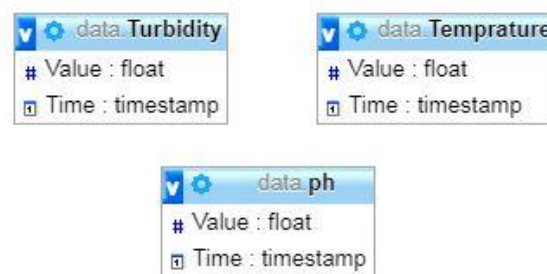 data.Turbidity
# Value : float
Time : timestamp
data.Temprature
# Value : float
Time : timestamp
data.ph
# Value : float
Time : timestamp